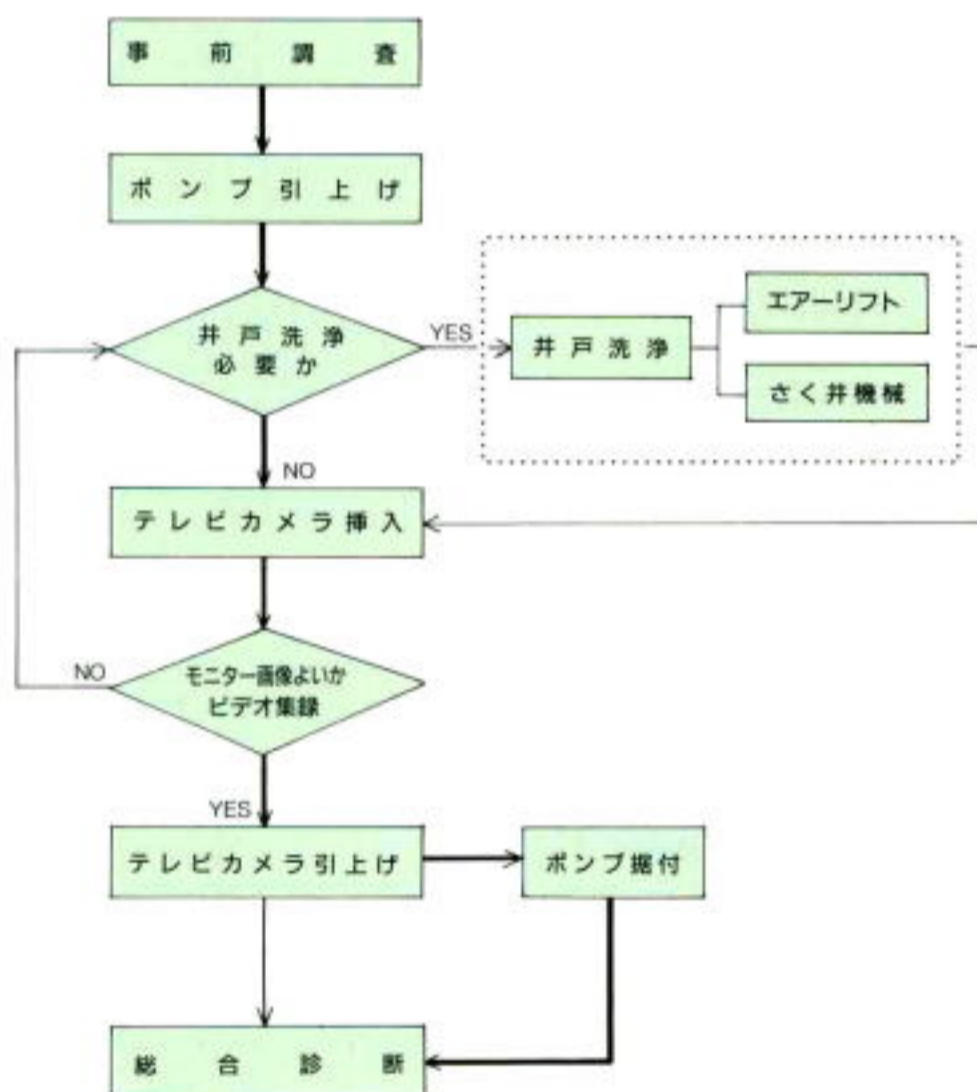 事前調査
ポンプ引上げ
井戸洗浄
必要か
YES
井戸洗浄
エアーリフト
さく井機械
NO
テレビカメラ挿入
モニター画像よいか
ビデオ集録
NO
YES
テレビカメラ引上げ
ポンプ据付
総合診断